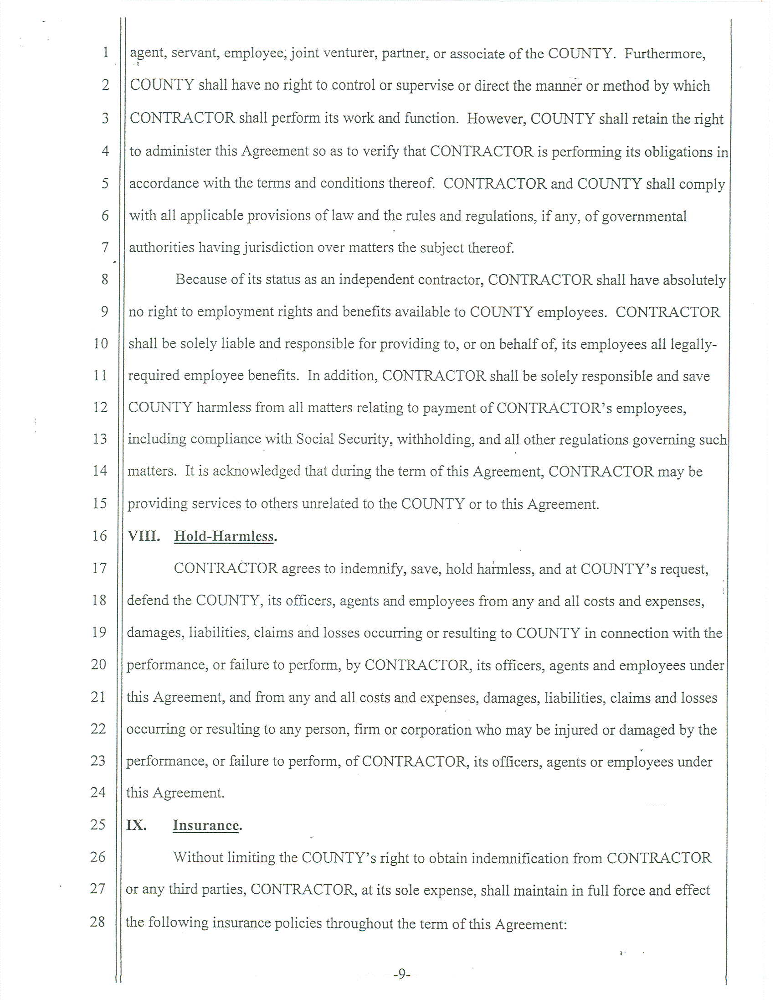 1 agent, servant, employee, joint venturer, partner, or associate of the COUNTY. Furthermore,
2 COUNTY shall have no right to control or supervise or direct the manner or method by which
3 CONTRACTOR shall perform its work and function. However, COUNTY shall retain the right
4 to administer this Agreement so as to verify that CONTRACTOR is performing its obligations in
5 accordance with the terms and conditions thereof. CONTRACTOR and COUNTY shall comply
6 with all applicable provisions of law and the rules and regulations, if any, of governmental
7 authorities having jurisdiction over matters the subject thereof.
8 Because of its status as an independent contractor, CONTRACTOR shall have absolutely
9 no right to employment rights and benefits available to COUNTY employees. CONTRACTOR
10 shall be solely liable and responsible for providing to, or on behalf of, its employees all legally-
11 required employee benefits. In addition, CONTRACTOR shall be solely responsible and save
12 COUNTY harmless from all matters relating to payment of CONTRACTOR's employees,
13 including compliance with Social Security, withholding, and all other regulations governing such
14 matters. It is acknowledged that during the term of this Agreement, CONTRACTOR may be
15 providing services to others unrelated to the COUNTY or to this Agreement.
16 VIII. Hold-Harmless.
17 CONTRACTOR agrees to indemnify, save, hold harmless, and at COUNTY's request,
18 defend the COUNTY, its officers, agents and employees from any and all costs and expenses,
19 damages, liabilities, claims and losses occurring or resulting to COUNTY in connection with the
20 performance, or failure to perform, by CONTRACTOR, its officers, agents and employees under
21 this Agreement, and from any and all costs and expenses, damages, liabilities, claims and losses
22 occurring or resulting to any person, firm or corporation who may be injured or damaged by the
23 performance, or failure to perform, of CONTRACTOR, its officers, agents or employees under
24 this Agreement.
25 IX. Insurance.
26 Without limiting the COUNTY's right to obtain indemnification from CONTRACTOR
27 or any third parties, CONTRACTOR, at its sole expense, shall maintain in full force and effect
28 the following insurance policies throughout the term of this Agreement:
-9-